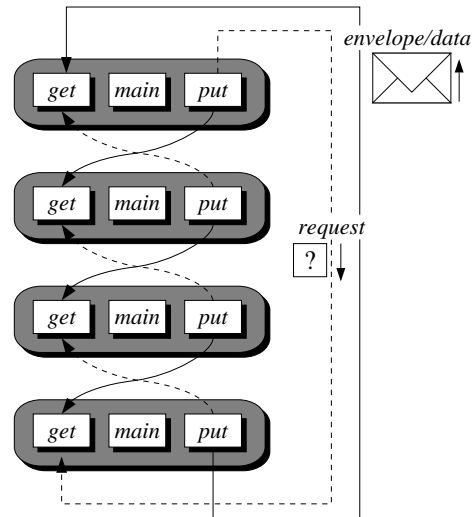 envelope/data
get main put
get main put
request
?
get main put
get main put